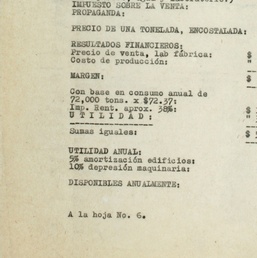 IMPUESTO SOBRE LA VENTA:
PROPAGANDA:
PRECIO DE UNA TONELADA, ENCOSTALADA:
RESULTADOS FINANCIEROS:
Precio de venta, lab fábrica:
Costo de producción:
MARGEN:
Con base en consumo anual de
72,000 tons. x $72.37:
Imp. Rent. aprox. 38%:
U T I L I D A D :
Sumas iguales:
UTILIDAD ANUAL:
5% amortización edificios:
10% depresión maquinaria:
DISPONIBLES ANUALMENTE:
A la hoja No. 6.